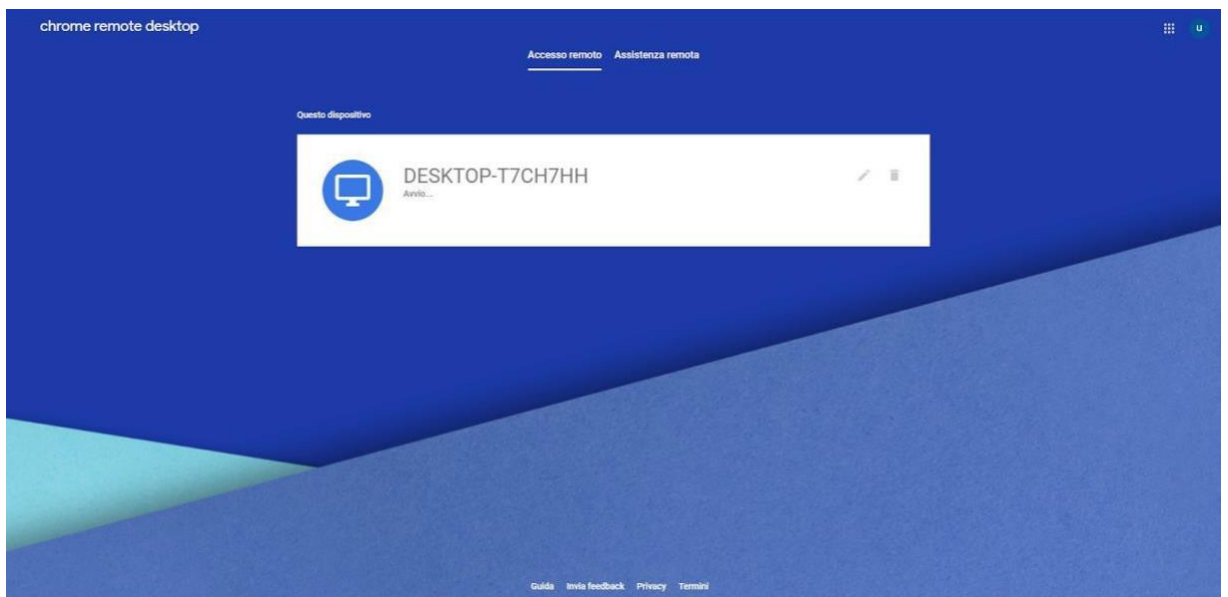 chrome remote desktop
u
Accesso remoto Assistenza remota
Questo dispositivo
DESKTOP-T7CH7HH
Avvio...
Guida Invia feedback Privacy Termini